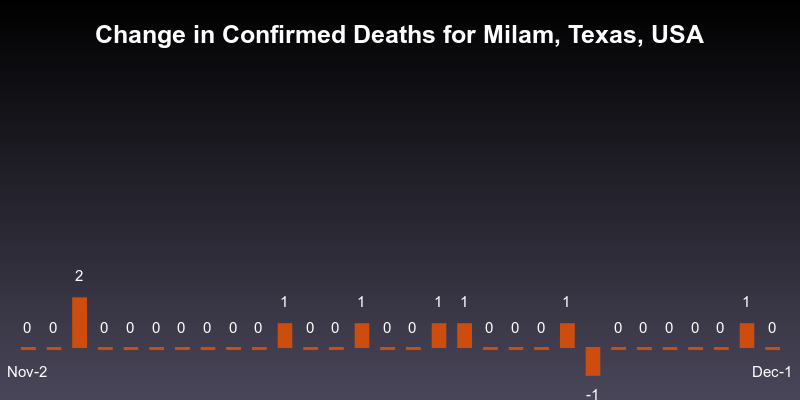 Change in Confirmed Deaths for Milam, Texas, USA
2
1 1 1 1 1 1
0 0 0 0 0 0 0 0 0 0 0 0 0 0 0 0 0 0 0 0 0 0
Nov-2 Dec-1
-1